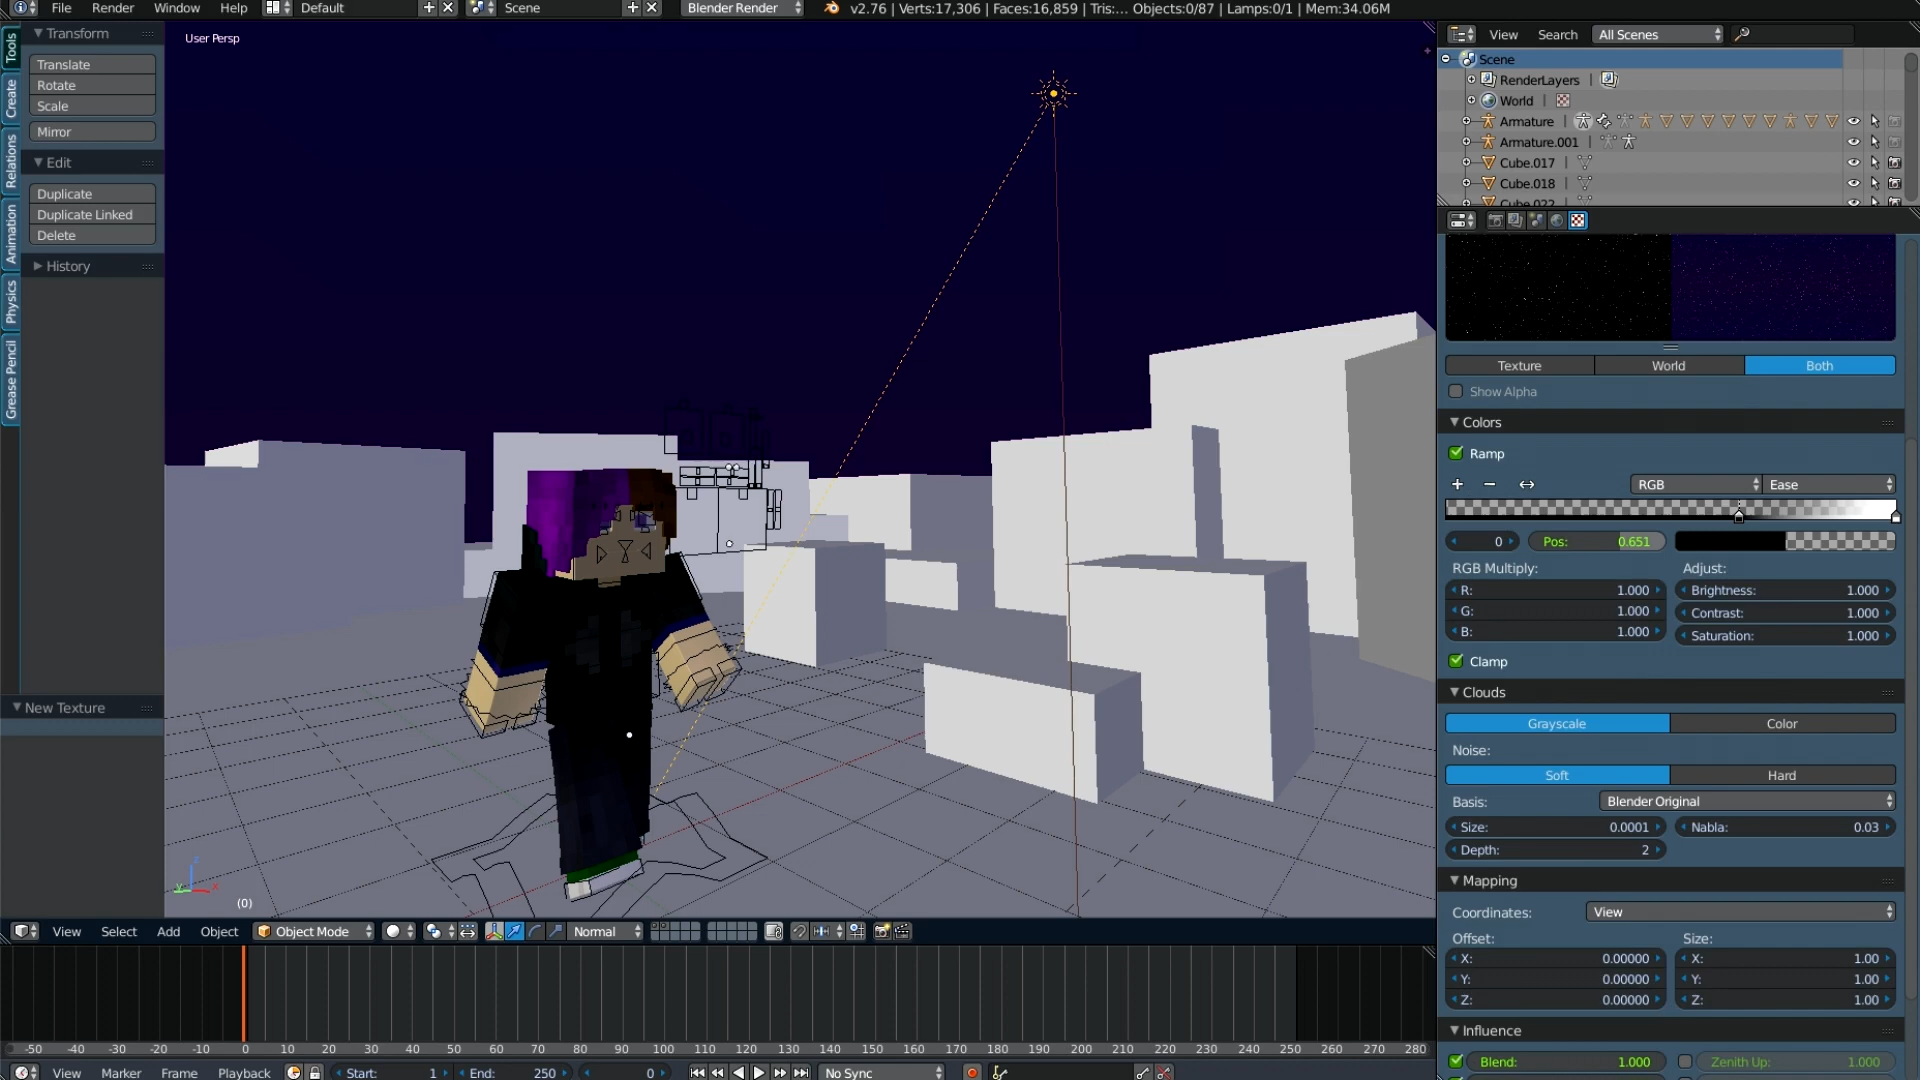 File Render Window Help Default Scene Blender Render v2.76 | Verts:17,306 | Faces:16,859 | Tris:... Objects:0/87 | Lamps:0/1 | Mem:34.06M
Tools
Create
Relations
Animation
Physics
Grease Pencil
Transform
Translate
Rotate
Scale
Mirror
Edit
Duplicate
Duplicate Linked
Delete
History
New Texture
User Persp
(0)
View Select Add Object Object Mode Normal
-50 -40 -30 -20 -10 0 10 20 30 40 50 60 70 80 90 100 110 120 130 140 150 160 170 180 190 200 210 220 230 240 250 260 270 280
View Marker Frame Playback Start: 1 End: 250 0 No Sync
View Search All Scenes
Scene
RenderLayers |
World |
Armature |
Armature.001 |
Cube.017 |
Cube.018 |
Cube.022
Texture World Both
Show Alpha
Colors
Ramp
RGB Ease
0 Pos: 0.651
RGB Multiply: Adjust:
R: 1.000 Brightness: 1.000
G: 1.000 Contrast: 1.000
B: 1.000 Saturation: 1.000
Clamp
Clouds
Grayscale Color
Noise:
Soft Hard
Basis: Blender Original
Size: 0.0001 Nabla: 0.03
Depth: 2
Mapping
Coordinates: View
Offset: Size:
X: 0.00000 X: 1.00
Y: 0.00000 Y: 1.00
Z: 0.00000 Z: 1.00
Influence
Blend: 1.000 Zenith Up: 1.000